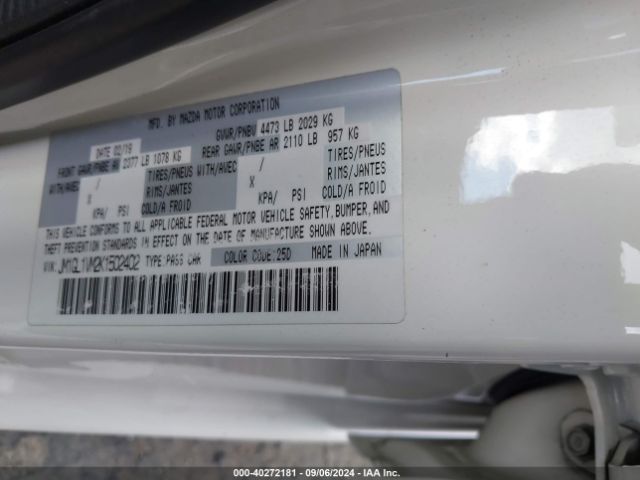 MFD. BY MAZDA MOTOR CORPORATION
DATE 02/19 GVWR/PNBV 4473 LB 2029 KG
FRONT GAWR/PNBE AV 2377 LB 1078 KG REAR GAWR/PNBE AR 2110 LB 957 KG
WITH/AVEC / TIRES/PNEUS WITH/AVEC / TIRES/PNEUS
X RIMS/JANTES X RIMS/JANTES
KPA/ PSI COLD/A FROID KPA/ PSI COLD/A FROID
THIS VEHICLE CONFORMS TO ALL APPLICABLE FEDERAL MOTOR VEHICLE SAFETY, BUMPER, AND
THEFT PREVENTION STANDARDS IN EFFECT ON THE DATE OF MANUFACTURE SHOWN ABOVE.
VIN: JM1GL1VM2K1502402 TYPE: PASS CAR COLOR CODE: 25D MADE IN JAPAN
000-40272181 - 09/06/2024 - IAA Inc.